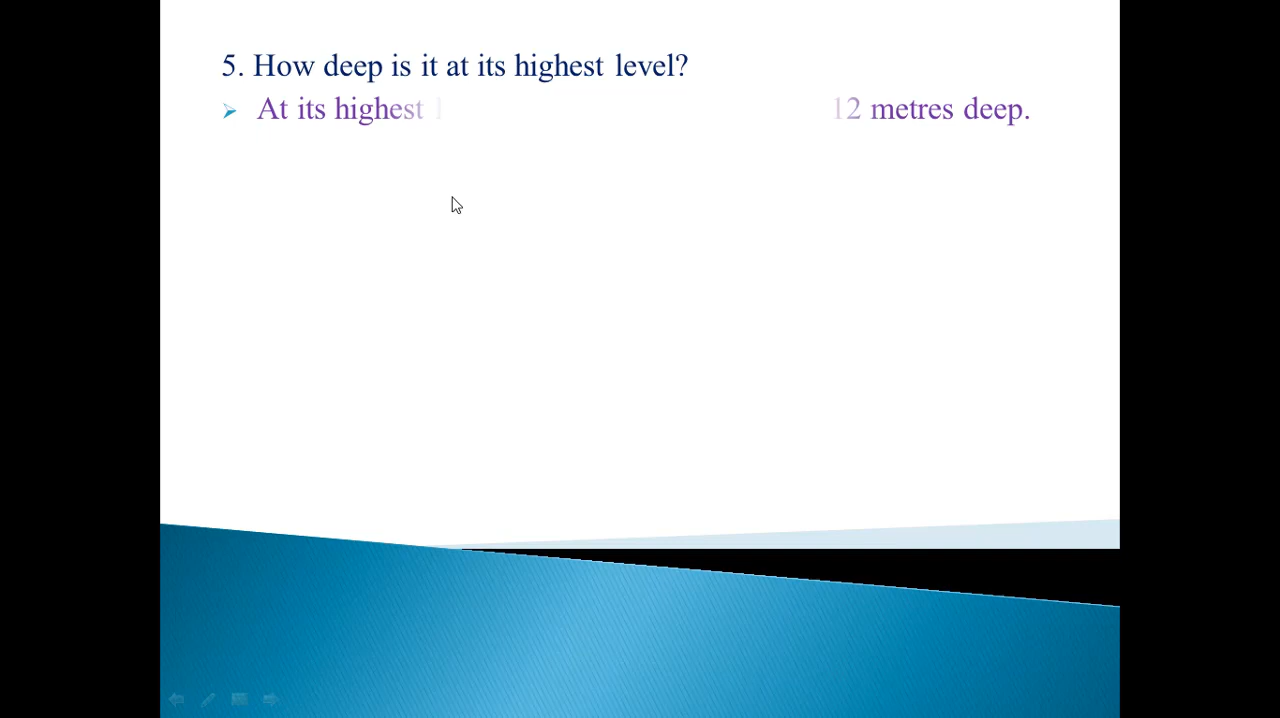 5. How deep is it at its highest level?
At its highest 12 metres deep.